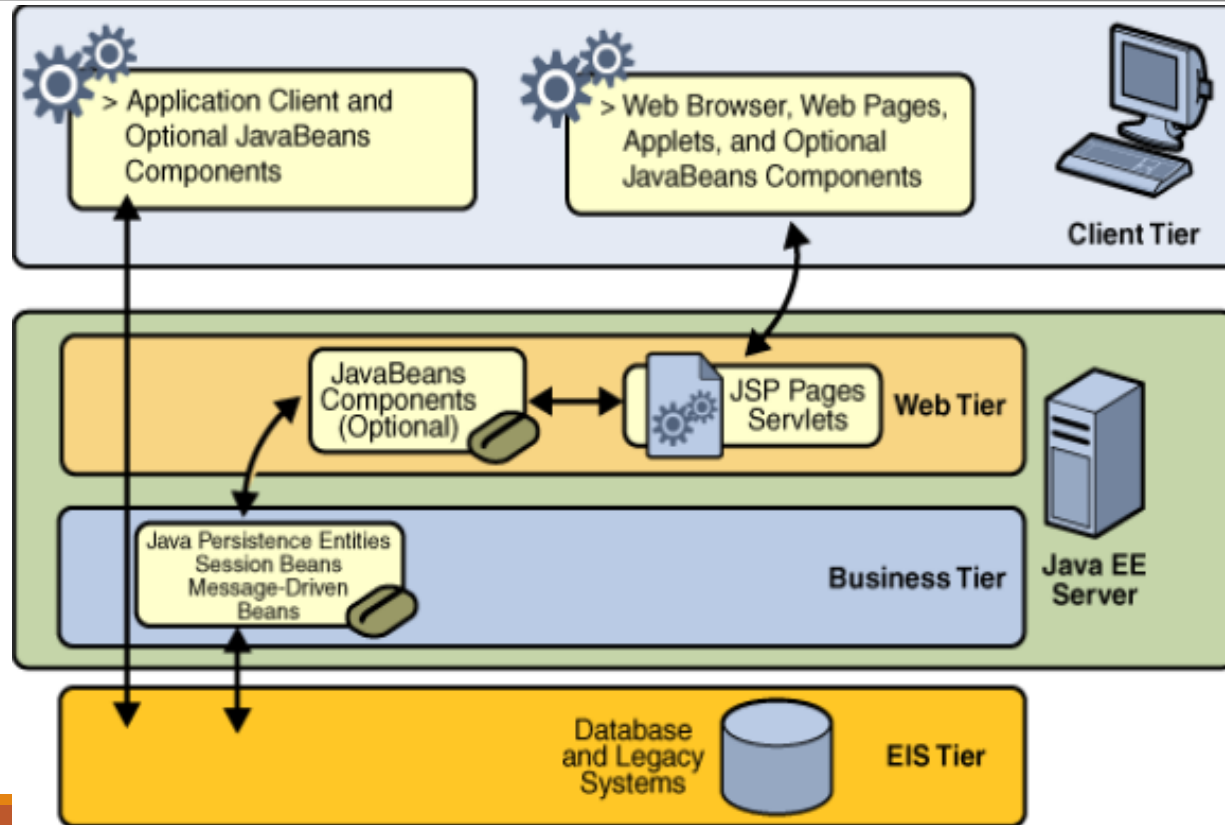 > Application Client and
Optional JavaBeans
Components
> Web Browser, Web Pages,
Applets, and Optional
JavaBeans Components
Client Tier
JavaBeans
Components
(Optional)
JSP Pages
Servlets
Web Tier
Java Persistence Entities
Session Beans
Message-Driven
Beans
Business Tier
Java EE
Server
Database
and Legacy
Systems
EIS Tier